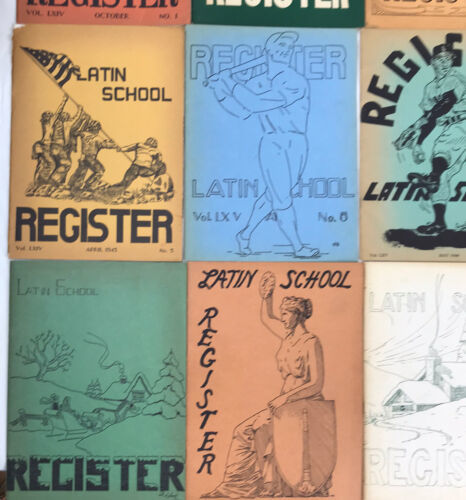 REGISTER
VOL. LXIV OCTOBER NO. 1
REGISTER
LATIN
SCHOOL
REGISTER
Vol. LXIV APRIL 1945 No. 5
REGISTER
LATIN SCHOOL
Vol. LXV No. 6
REGIS
LATIN S
LATIN SCHOOL
REGISTER
LATIN SCHOOL
REGISTER
LATIN S
REGIS